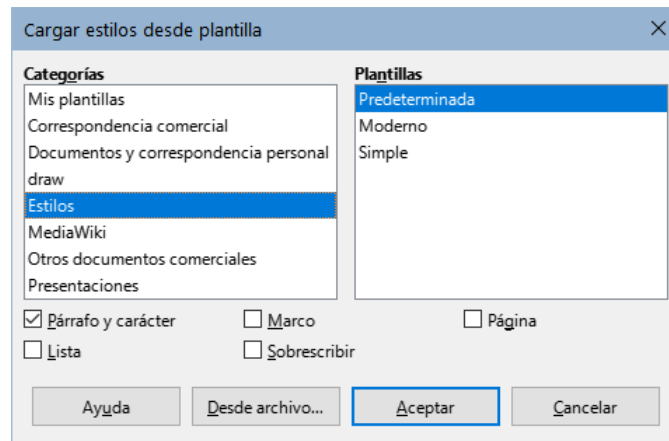 Cargar estilos desde plantilla
Categorías
Mis plantillas
Correspondencia comercial
Documentos y correspondencia personal
draw
Estilos
MediaWiki
Otros documentos comerciales
Presentaciones
Plantillas
Predeterminada
Moderno
Simple
Párrafo y carácter Marco Página
Lista Sobrescribir
Ayuda Desde archivo... Aceptar Cancelar